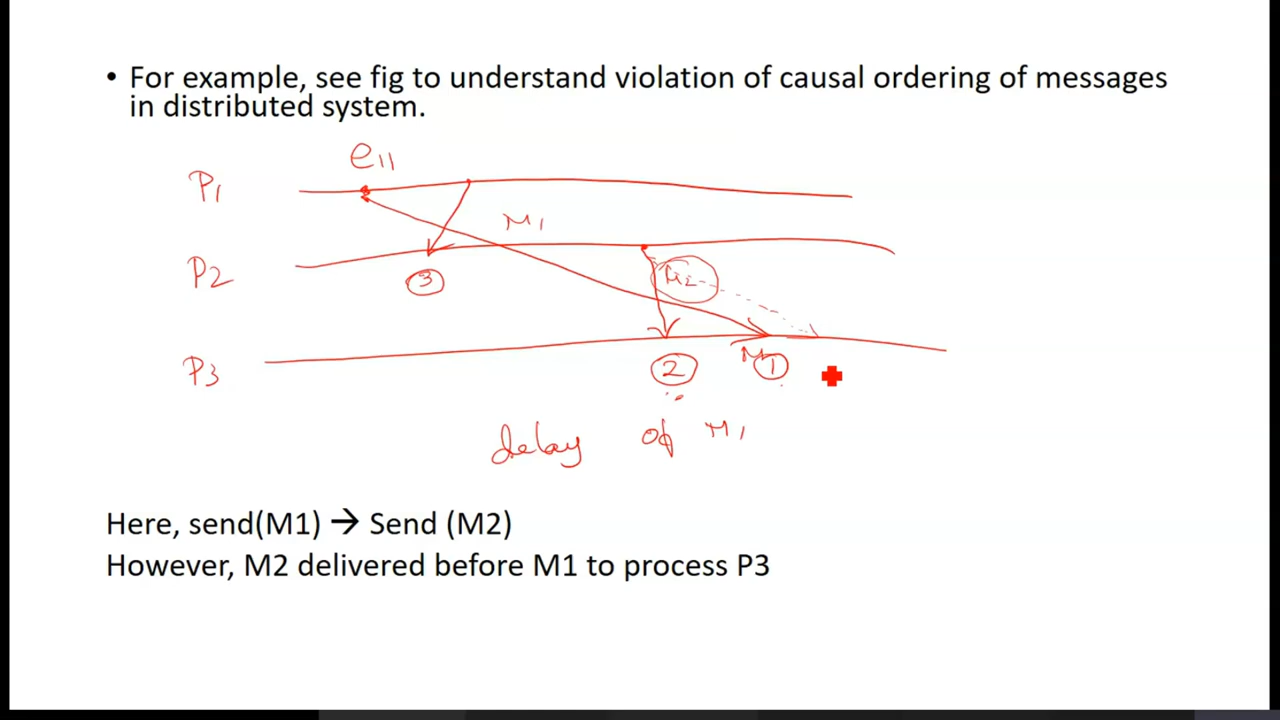 • For example, see fig to understand violation of causal ordering of messages
in distributed system.
e11
P1
M1
P2
3
M2
P3
2
M
1
delay of M1
Here, send(M1) → Send (M2)
However, M2 delivered before M1 to process P3